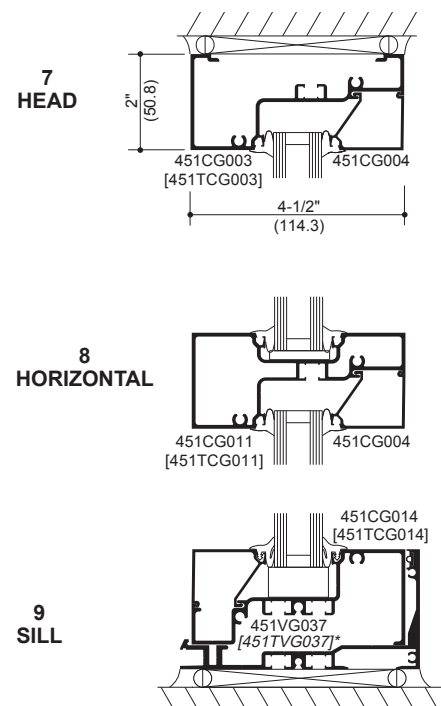 7
HEAD
2"
(50.8)
451CG003
[451TCG003]
451CG004
4-1/2"
(114.3)
8
HORIZONTAL
451CG011
[451TCG011]
451CG004
451CG014
[451TCG014]
9
SILL
451VG037
[451TVG037]*